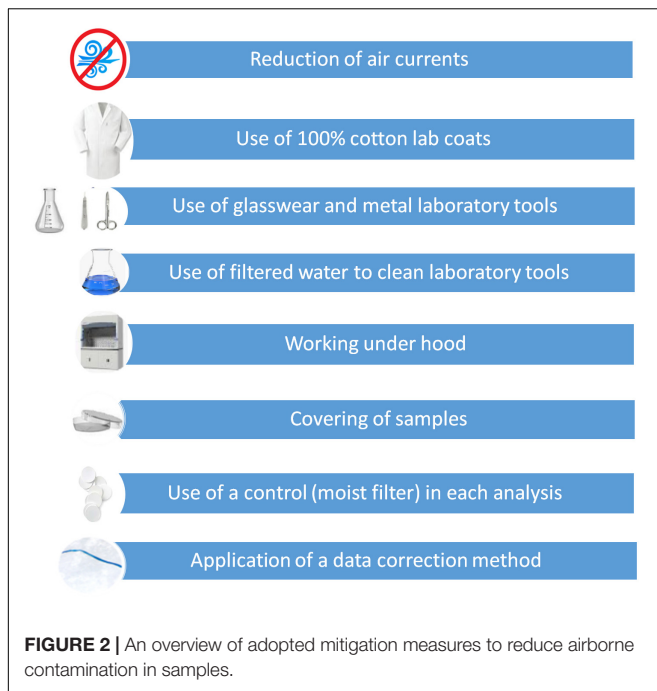 Reduction of air currents
Use of 100% cotton lab coats
Use of glasswear and metal laboratory tools
Use of filtered water to clean laboratory tools
Working under hood
Covering of samples
Use of a control (moist filter) in each analysis
Application of a data correction method
FIGURE 2 | An overview of adopted mitigation measures to reduce airborne
contamination in samples.